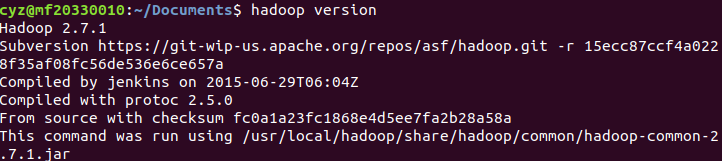 cyz@mf20330010:~/Documents$ hadoop version
Hadoop 2.7.1
Subversion https://git-wip-us.apache.org/repos/asf/hadoop.git -r 15ecc87ccf4a022
8f35af08fc56de536e6ce657a
Compiled by jenkins on 2015-06-29T06:04Z
Compiled with protoc 2.5.0
From source with checksum fc0a1a23fc1868e4d5ee7fa2b28a58a
This command was run using /usr/local/hadoop/share/hadoop/common/hadoop-common-2
.7.1.jar